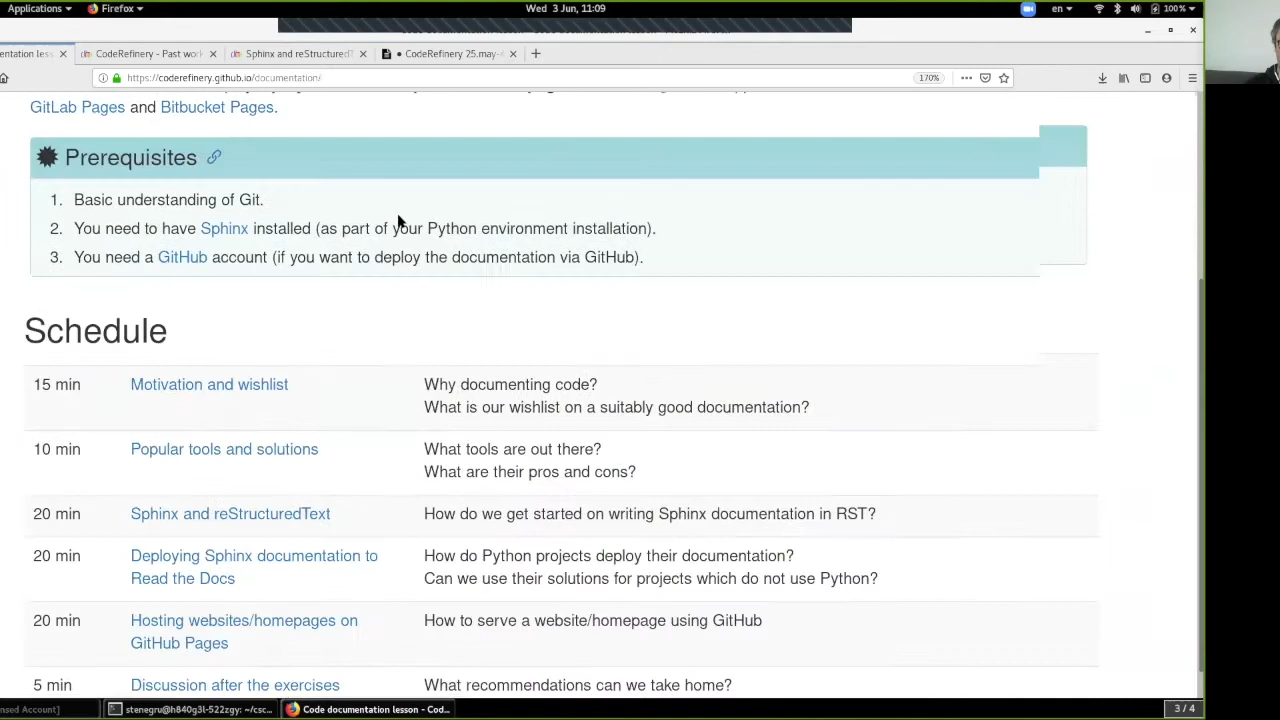 Applications Firefox Wed 3 Jun, 11:09 en 100%
entation les CodeRefinery - Past wor Sphinx and reStructuredT • CodeRefinery 25.may-
https://coderefinery.github.io/documentation/ 170%
GitLab Pages and Bitbucket Pages.
Prerequisites
1. Basic understanding of Git.
2. You need to have Sphinx installed (as part of your Python environment installation).
3. You need a GitHub account (if you want to deploy the documentation via GitHub).
Schedule
15 min Motivation and wishlist Why documenting code?
What is our wishlist on a suitably good documentation?
10 min Popular tools and solutions What tools are out there?
What are their pros and cons?
20 min Sphinx and reStructuredText How do we get started on writing Sphinx documentation in RST?
20 min Deploying Sphinx documentation to How do Python projects deploy their documentation?
Read the Docs Can we use their solutions for projects which do not use Python?
20 min Hosting websites/homepages on How to serve a website/homepage using GitHub
GitHub Pages
5 min Discussion after the exercises What recommendations can we take home?
nsed Account] stenegru@h840g3l-522zgy: ~/csc... Code documentation lesson - Cod... 3 / 4